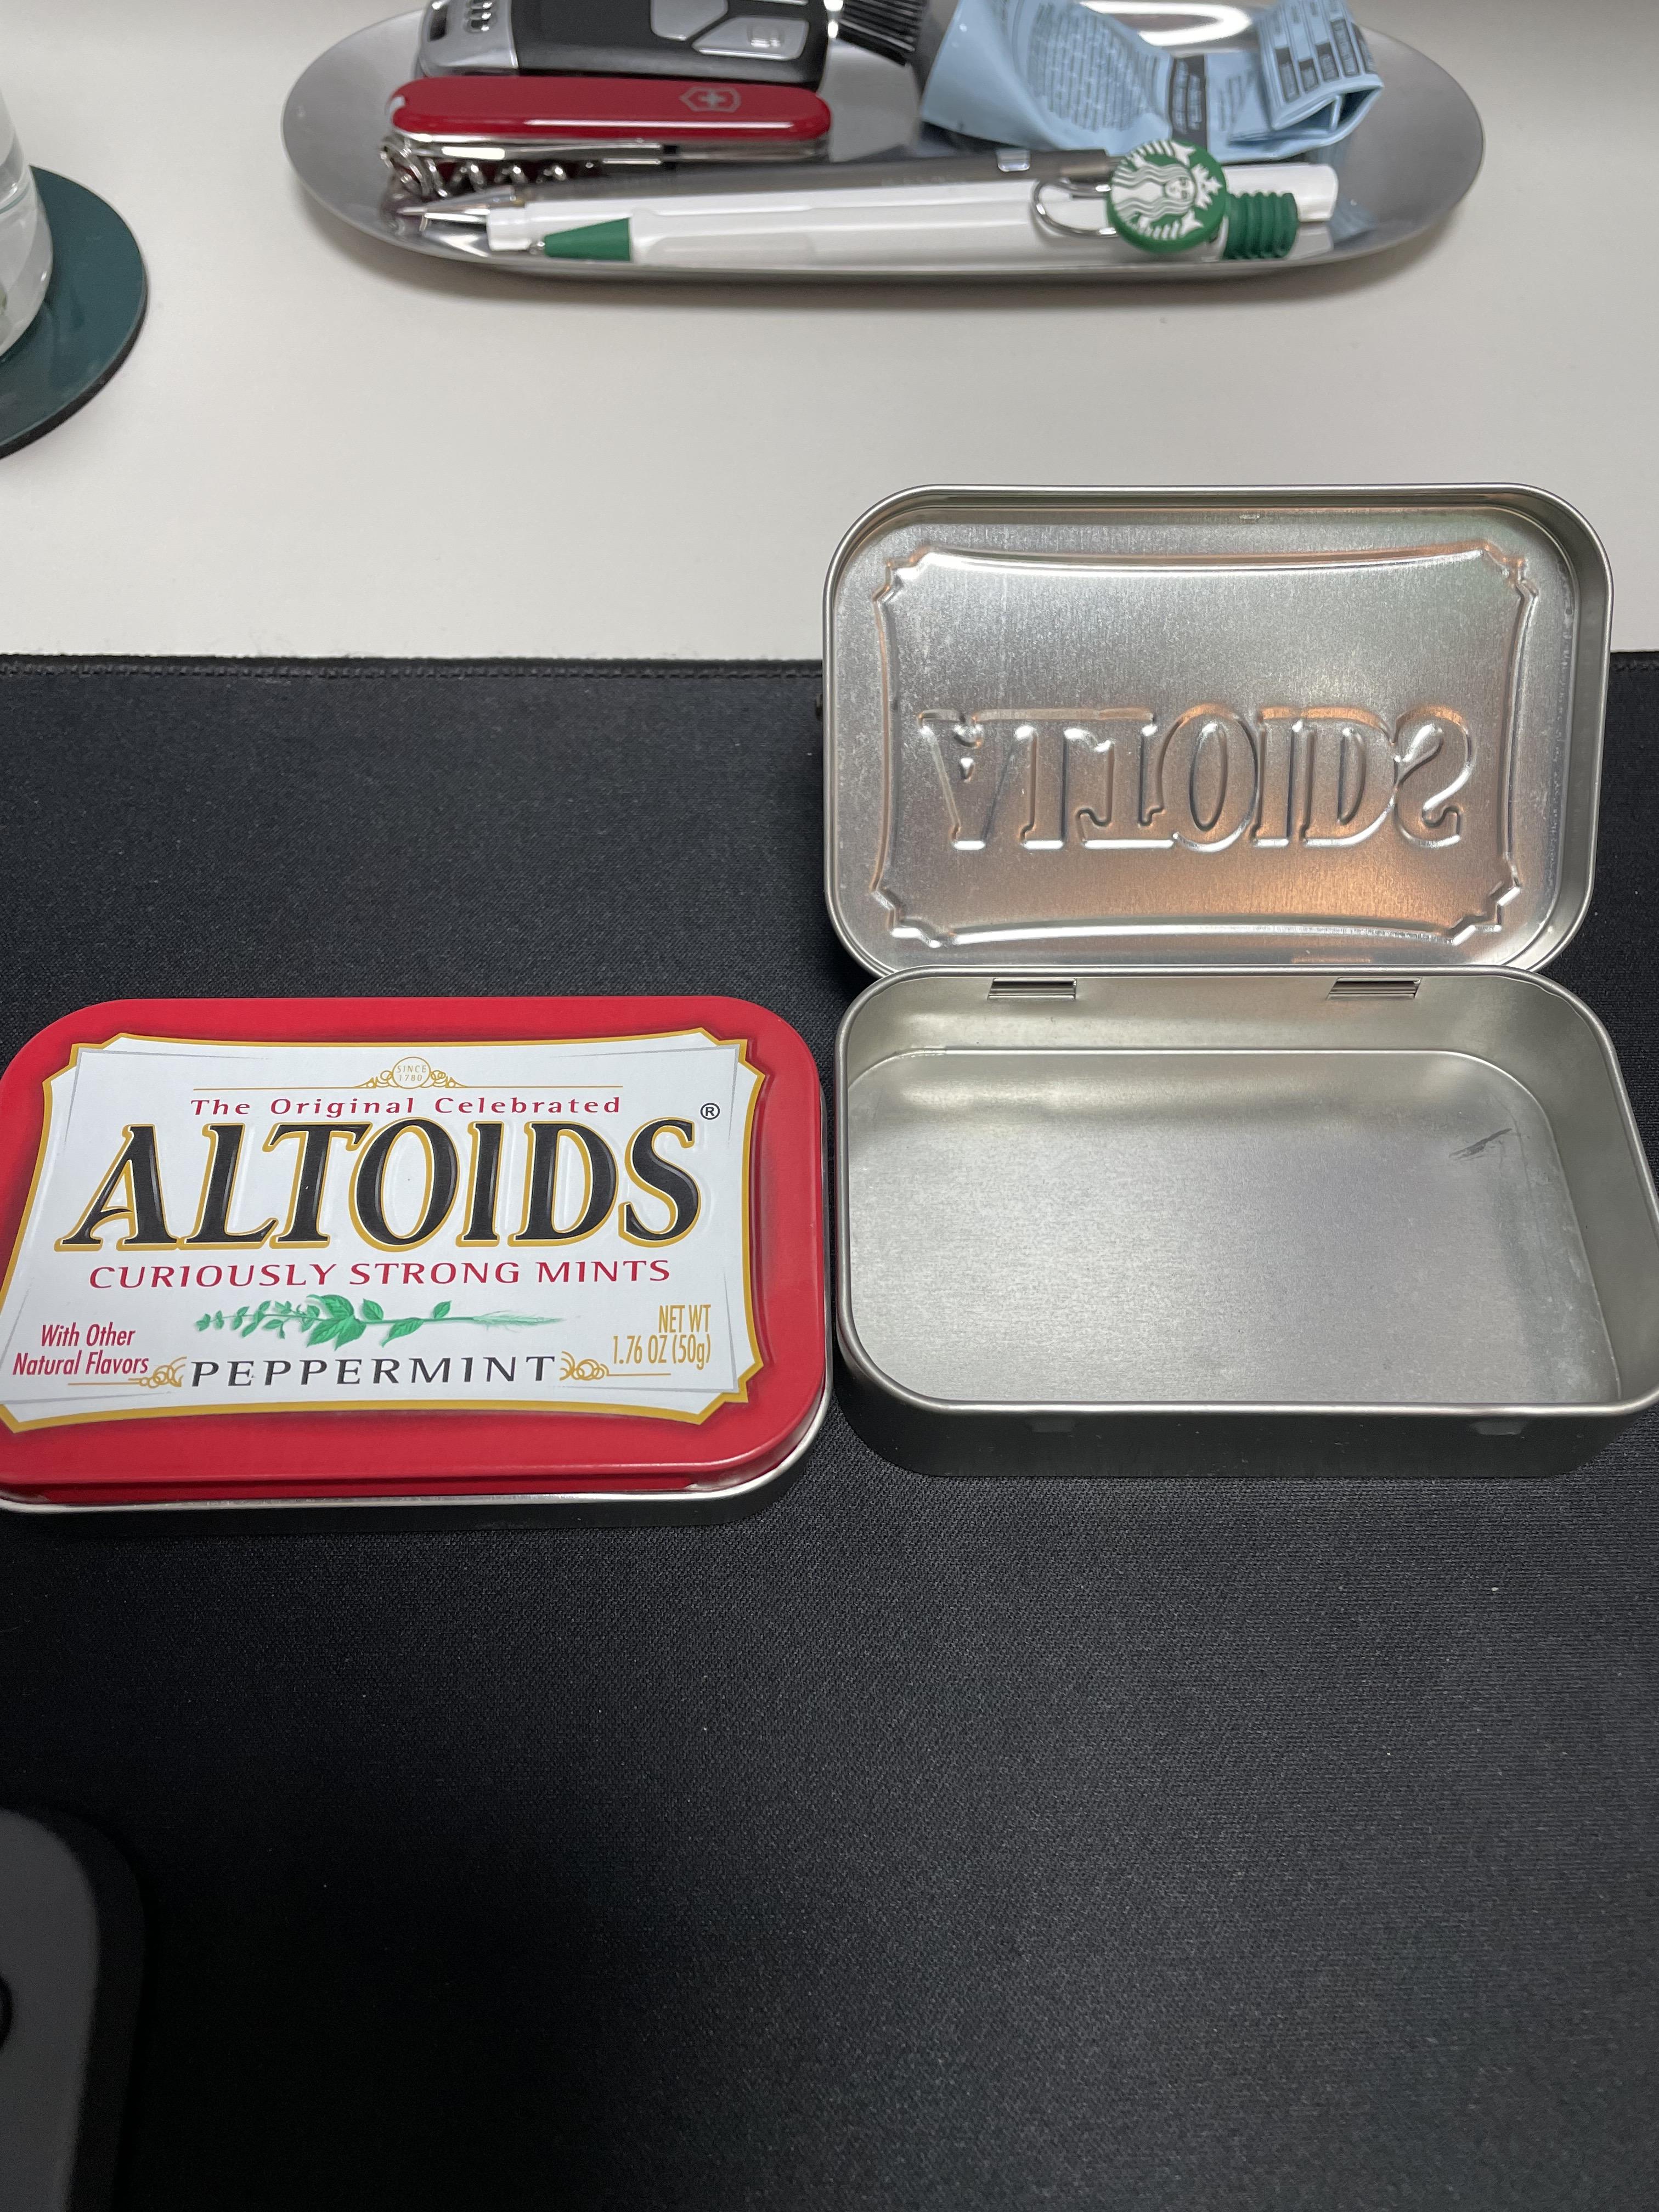 SINCE
1780
The Original Celebrated
ALTOIDS®
CURIOUSLY STRONG MINTS
With Other
Natural Flavors
PEPPERMINT
NET WT
1.76 OZ (50g)
ALTOIDS